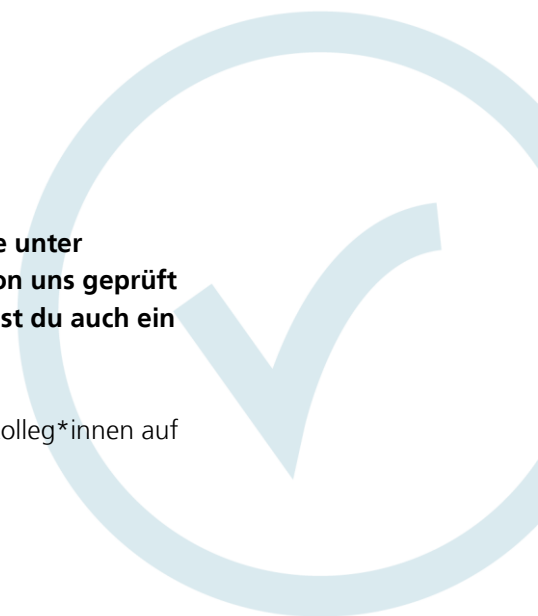 e unter
on uns geprüft
st du auch ein
olleg*innen auf